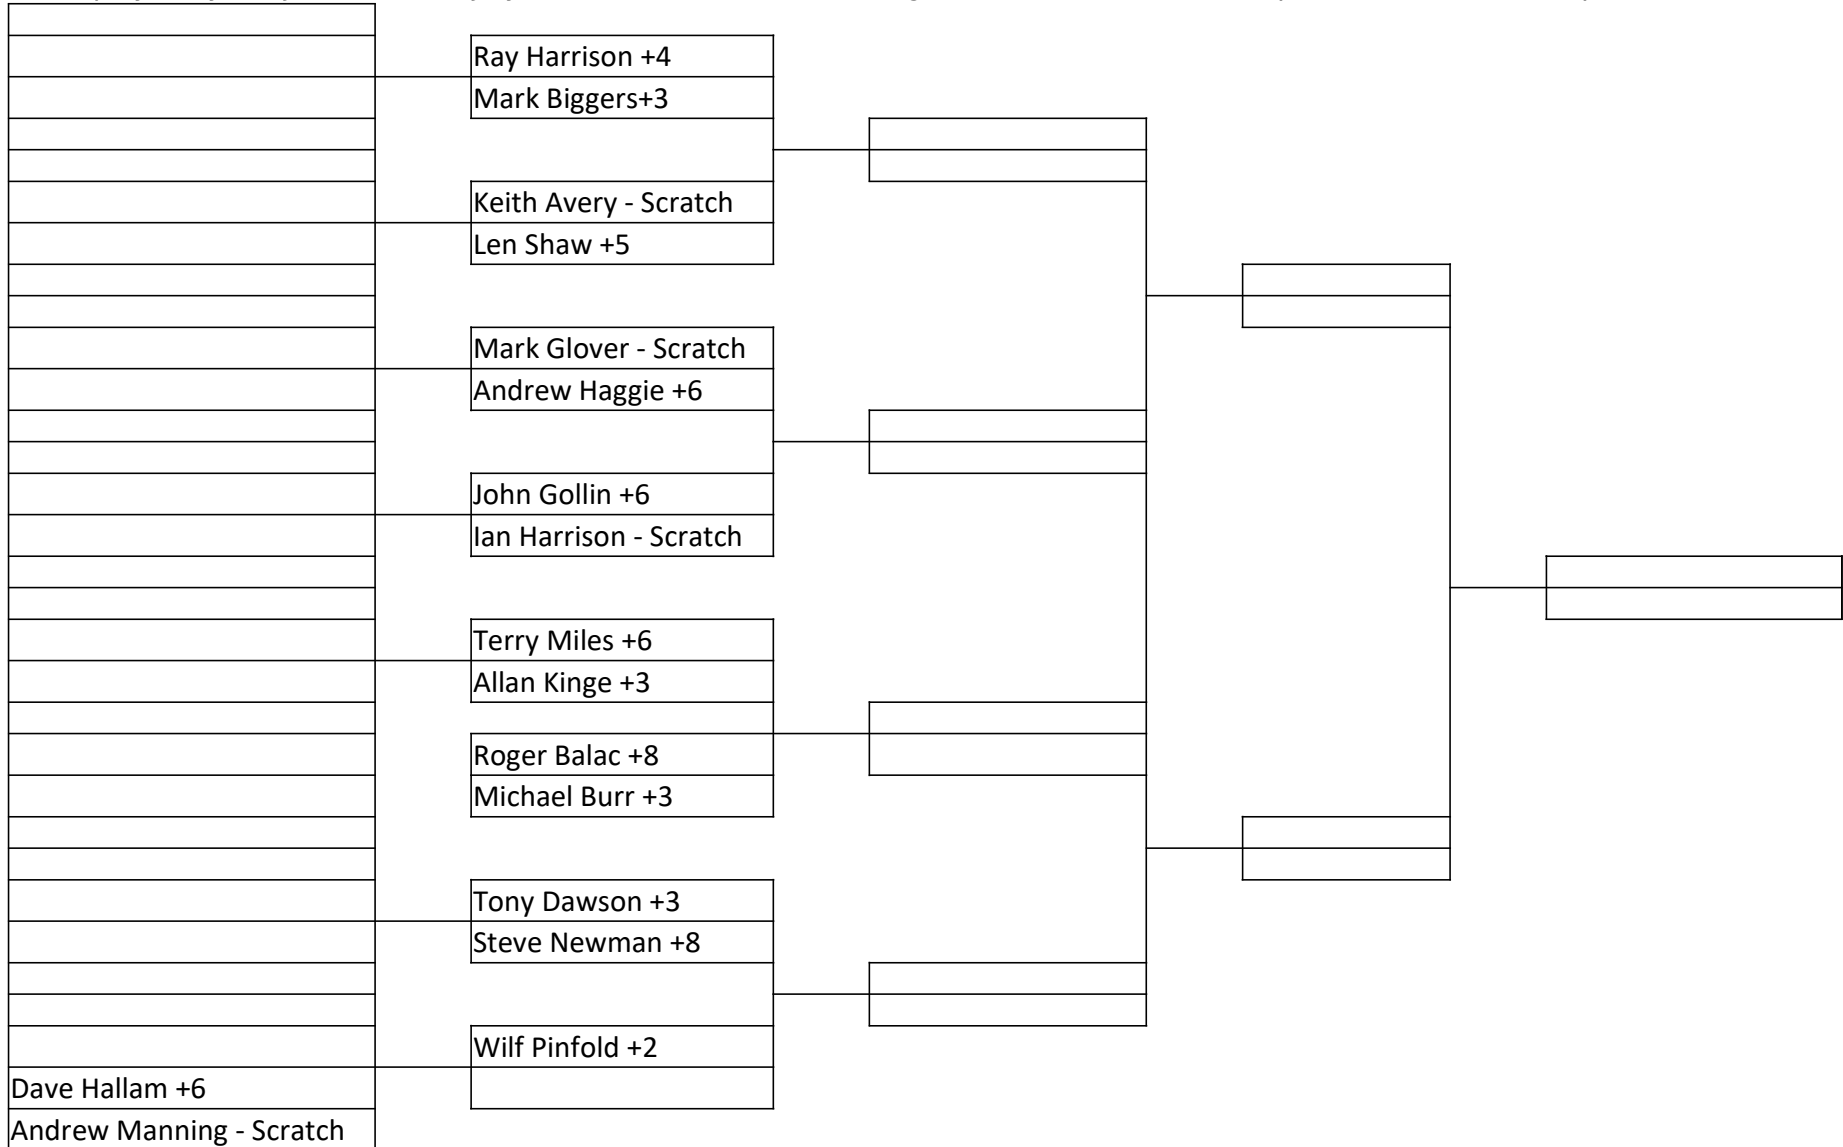 Ray Harrison +4
Mark Biggers+3
Keith Avery - Scratch
Len Shaw +5
Mark Glover - Scratch
Andrew Haggie +6
John Gollin +6
Ian Harrison - Scratch
Terry Miles +6
Allan Kinge +3
Roger Balac +8
Michael Burr +3
Tony Dawson +3
Steve Newman +8
Wilf Pinfold +2
Dave Hallam +6
Andrew Manning - Scratch